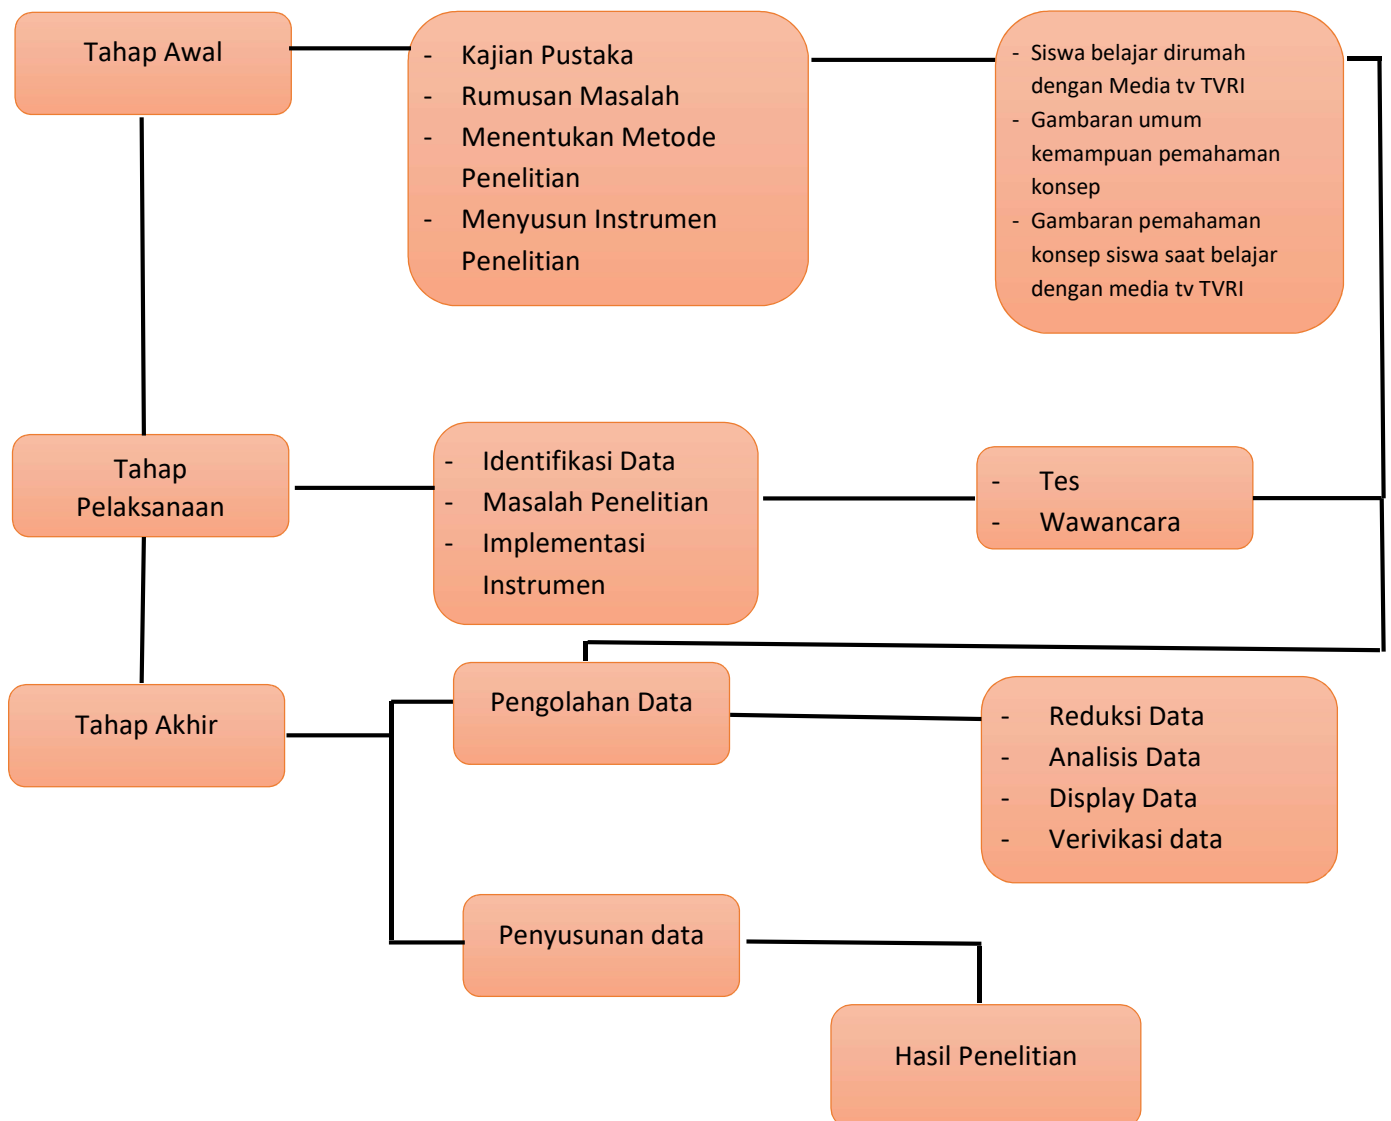 Tahap Awal
- Kajian Pustaka
- Rumusan Masalah
- Menentukan Metode
Penelitian
- Menyusun Instrumen
Penelitian
- Siswa belajar dirumah
dengan Media tv TVRI
- Gambaran umum
kemampuan pemahaman
konsep
- Gambaran pemahaman
konsep siswa saat belajar
dengan media tv TVRI
Tahap
Pelaksanaan
- Identifikasi Data
- Masalah Penelitian
- Implementasi
Instrumen
- Tes
- Wawancara
Tahap Akhir
Pengolahan Data
- Reduksi Data
- Analisis Data
- Display Data
- Verivikasi data
Penyusunan data
Hasil Penelitian